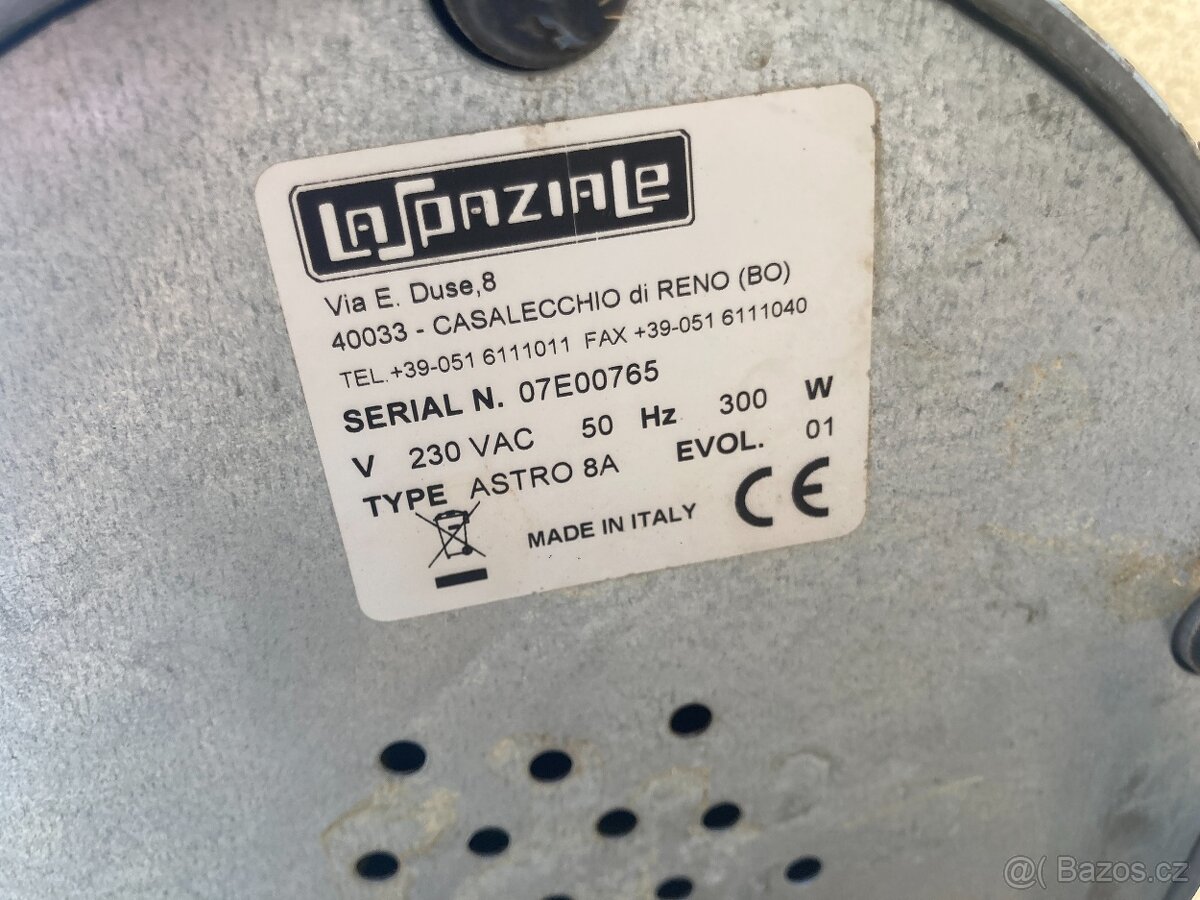 LaSpaziaLe
Via E. Duse,8
40033 - CASALECCHIO di RENO (BO)
TEL.+39-051 6111011 FAX +39-051 6111040
SERIAL N. 07E00765
V 230 VAC 50 Hz 300 W
TYPE ASTRO 8A EVOL. 01
MADE IN ITALY CE
@( Bazos.cz